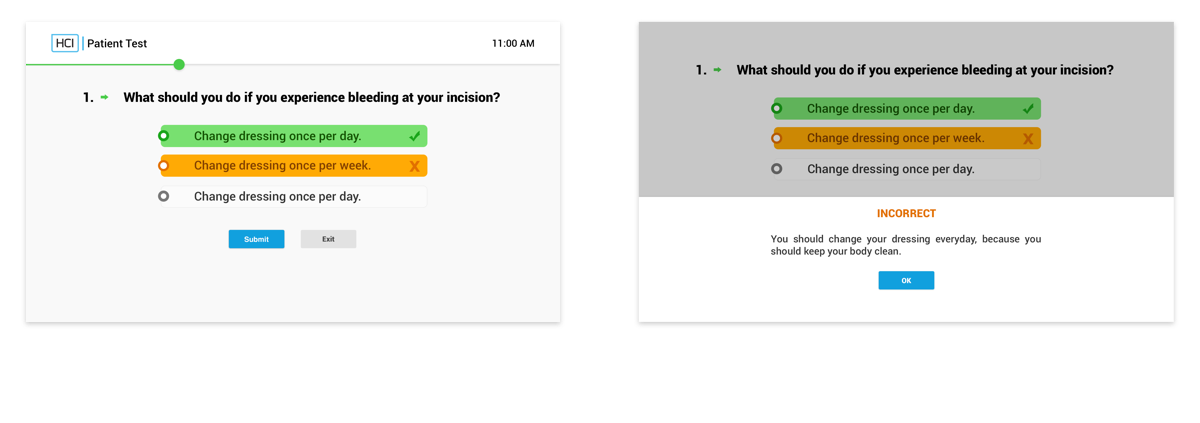 HCI Patient Test
11:00 AM
1. What should you do if you experience bleeding at your incision?
Change dressing once per day.
Change dressing once per week.
Change dressing once per day.
Submit
Exit
1. What should you do if you experience bleeding at your incision?
Change dressing once per day.
Change dressing once per week.
Change dressing once per day.
INCORRECT
You should change your dressing everyday, because you
should keep your body clean.
OK